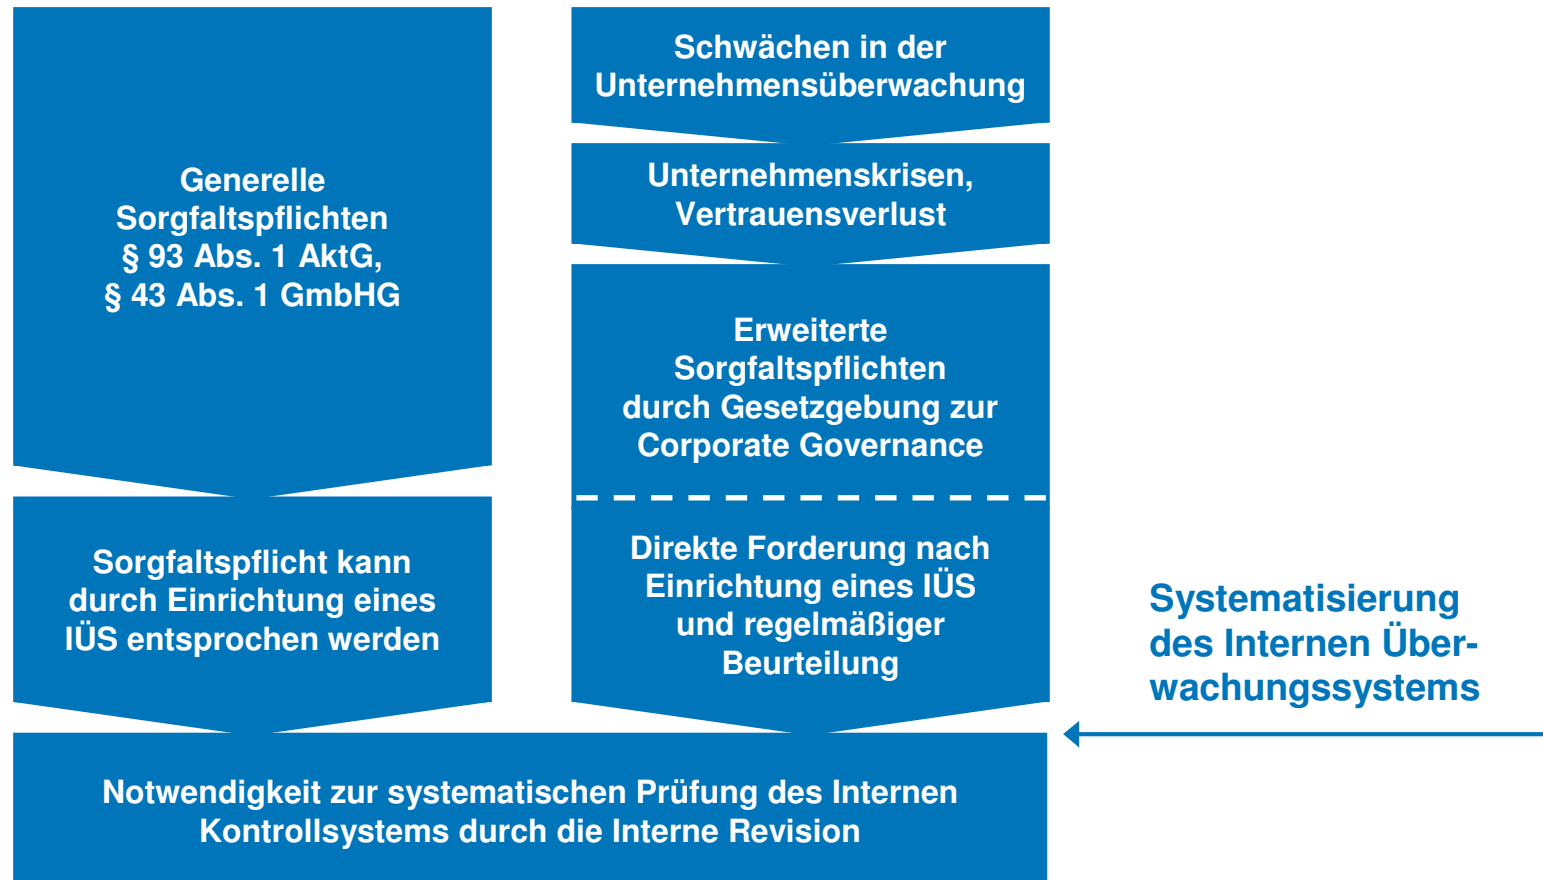 Generelle
Sorgfaltspflichten
§ 93 Abs. 1 AktG,
§ 43 Abs. 1 GmbHG
Sorgfaltspflicht kann
durch Einrichtung eines
IÜS entsprochen werden
Schwächen in der
Unternehmensüberwachung
Unternehmenskrisen,
Vertrauensverlust
Erweiterte
Sorgfaltspflichten
durch Gesetzgebung zur
Corporate Governance
Direkte Forderung nach
Einrichtung eines IÜS
und regelmäßiger
Beurteilung
Systematisierung
des Internen Über-
wachungssystems
Notwendigkeit zur systematischen Prüfung des Internen
Kontrollsystems durch die Interne Revision